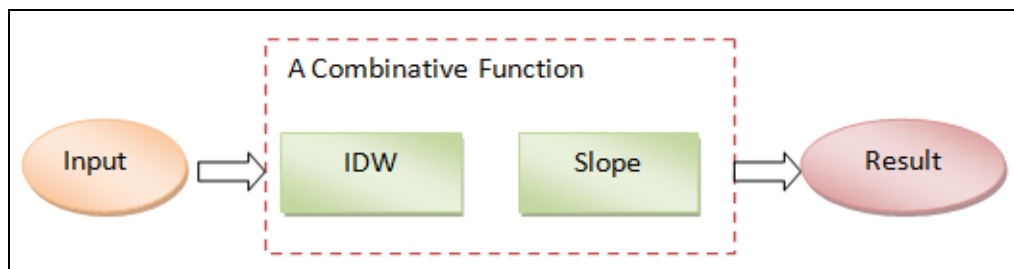 A Combinative Function
Input
IDW
Slope
Result